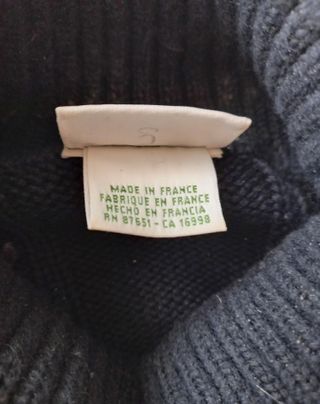 S
MADE IN FRANCE
FABRIQUE EN FRANCE
HECHO EN FRANCIA
RN 87651 - CA 16998